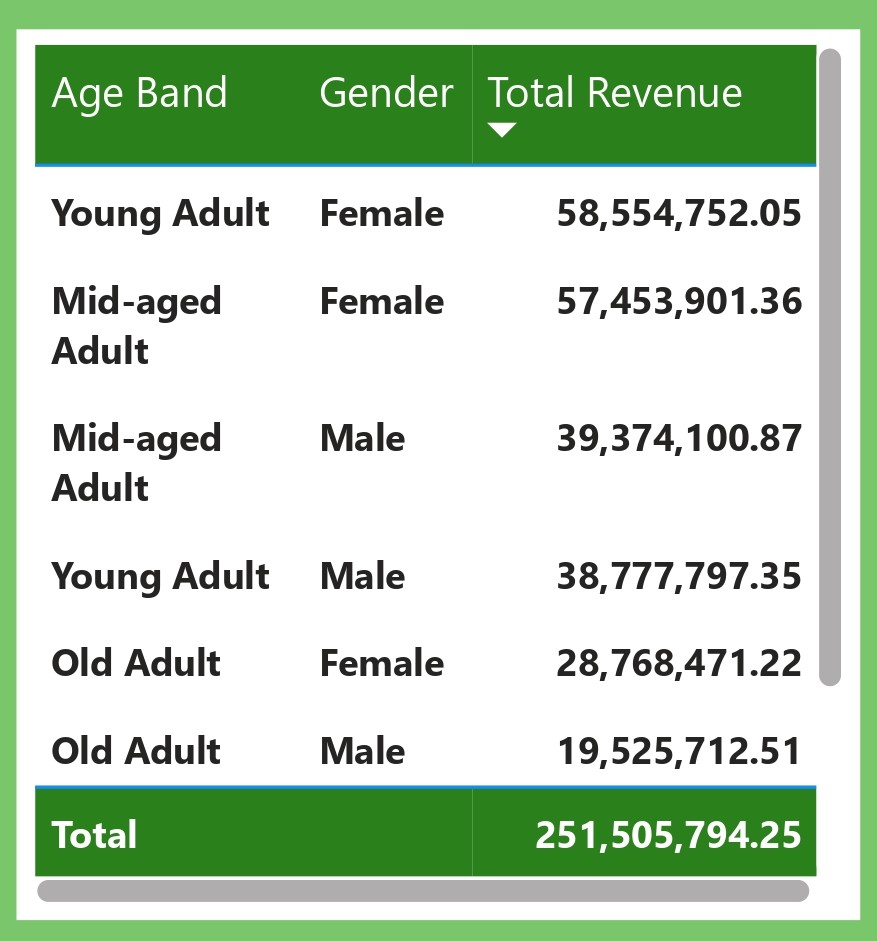 Age Band Gender Total Revenue
Young Adult Female 58,554,752.05
Mid-aged Female 57,453,901.36
Adult
Mid-aged Male 39,374,100.87
Adult
Young Adult Male 38,777,797.35
Old Adult Female 28,768,471.22
Old Adult Male 19,525,712.51
Total 251,505,794.25